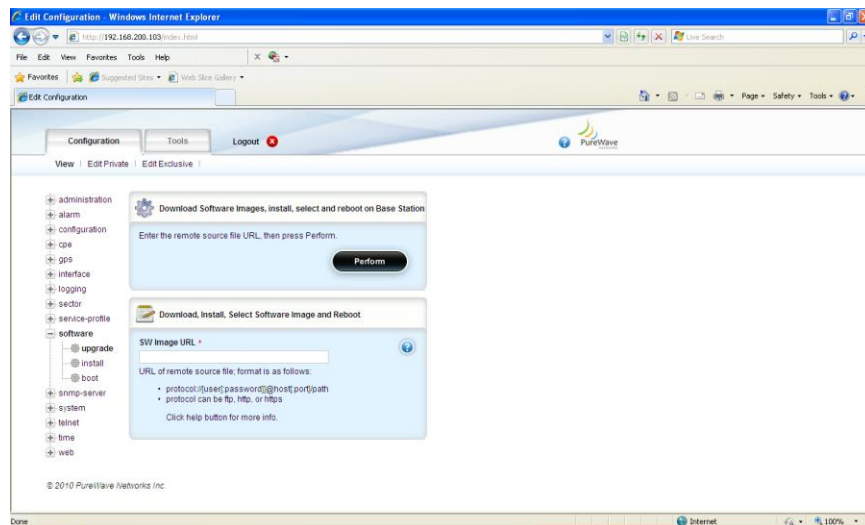 Edit Configuration - Windows Internet Explorer
http://192.168.200.103/index.html
Live Search
File Edit View Favorites Tools Help
Favorites Suggested Sites Web Slice Gallery
Edit Configuration
Page Safety Tools
Configuration Tools Logout
PureWave
View Edit Private Edit Exclusive
administration
alarm
configuration
cpe
gps
interface
logging
sector
service-profile
software
upgrade
install
boot
snmp-server
system
telnet
time
web
Download Software Images, install, select and reboot on Base Station
Enter the remote source file URL, then press Perform.
Perform
Download, Install, Select Software Image and Reboot
SW Image URL *
URL of remote source file; format is as follows:
• protocol://[user[:password]@]host[:port]/path
• protocol can be ftp, http, or https
Click help button for more info.
© 2010 PureWave Networks Inc.
Done
Internet
100%